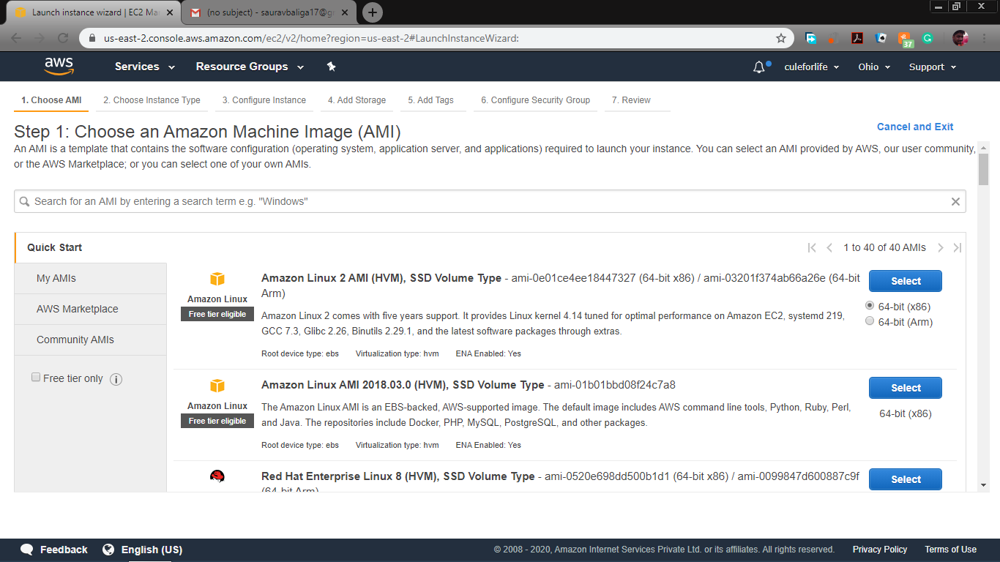 Launch instance wizard | EC2 Ma
(no subject) - sauravbaliga17@g
us-east-2.console.aws.amazon.com/ec2/v2/home?region=us-east-2#LaunchInstanceWizard:
37
aws
Services
Resource Groups
culeforlife
Ohio
Support
1. Choose AMI
2. Choose Instance Type
3. Configure Instance
4. Add Storage
5. Add Tags
6. Configure Security Group
7. Review
Step 1: Choose an Amazon Machine Image (AMI)
Cancel and Exit
An AMI is a template that contains the software configuration (operating system, application server, and applications) required to launch your instance. You can select an AMI provided by AWS, our user community,
or the AWS Marketplace; or you can select one of your own AMIs.
Search for an AMI by entering a search term e.g. "Windows"
Quick Start
1 to 40 of 40 AMIs
My AMIs
AWS Marketplace
Community AMIs
Free tier only
Amazon Linux
Free tier eligible
Amazon Linux 2 AMI (HVM), SSD Volume Type - ami-0e01ce4ee18447327 (64-bit x86) / ami-03201f374ab66a26e (64-bit
Arm)
Amazon Linux 2 comes with five years support. It provides Linux kernel 4.14 tuned for optimal performance on Amazon EC2, systemd 219,
GCC 7.3, Glibc 2.26, Binutils 2.29.1, and the latest software packages through extras.
Root device type: ebs
Virtualization type: hvm
ENA Enabled: Yes
Select
64-bit (x86)
64-bit (Arm)
Amazon Linux
Free tier eligible
Amazon Linux AMI 2018.03.0 (HVM), SSD Volume Type - ami-01b01bbd08f24c7a8
The Amazon Linux AMI is an EBS-backed, AWS-supported image. The default image includes AWS command line tools, Python, Ruby, Perl,
and Java. The repositories include Docker, PHP, MySQL, PostgreSQL, and other packages.
Root device type: ebs
Virtualization type: hvm
ENA Enabled: Yes
Select
64-bit (x86)
Red Hat Enterprise Linux 8 (HVM), SSD Volume Type - ami-0520e698dd500b1d1 (64-bit x86) / ami-0099847d600887c9f
(64-bit Arm)
Select
Feedback
English (US)
© 2008 - 2020, Amazon Internet Services Private Ltd. or its affiliates. All rights reserved.
Privacy Policy
Terms of Use